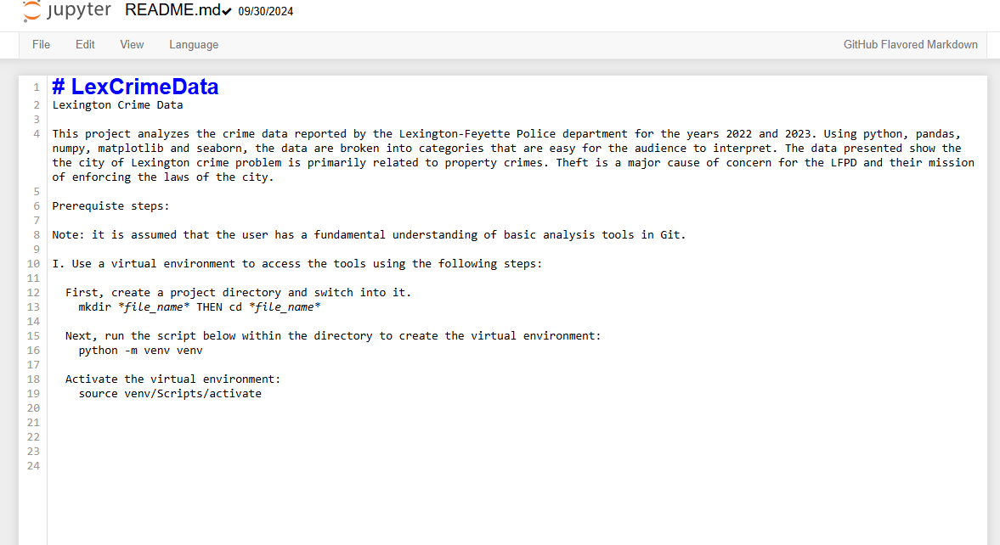 jupyter README.md✔ 09/30/2024
File Edit View Language GitHub Flavored Markdown
1 # LexCrimeData
2 Lexington Crime Data
3
4 This project analyzes the crime data reported by the Lexington-Feyette Police department for the years 2022 and 2023. Using python, pandas,
numpy, matplotlib and seaborn, the data are broken into categories that are easy for the audience to interpret. The data presented show the
the city of Lexington crime problem is primarily related to property crimes. Theft is a major cause of concern for the LFPD and their mission
of enforcing the laws of the city.
5
6 Prerequiste steps:
7
8 Note: it is assumed that the user has a fundamental understanding of basic analysis tools in Git.
9
10 I. Use a virtual environment to access the tools using the following steps:
11
12 First, create a project directory and switch into it.
13 mkdir *file_name* THEN cd *file_name*
14
15 Next, run the script below within the directory to create the virtual environment:
16 python -m venv venv
17
18 Activate the virtual environment:
19 source venv/Scripts/activate
20
21
22
23
24